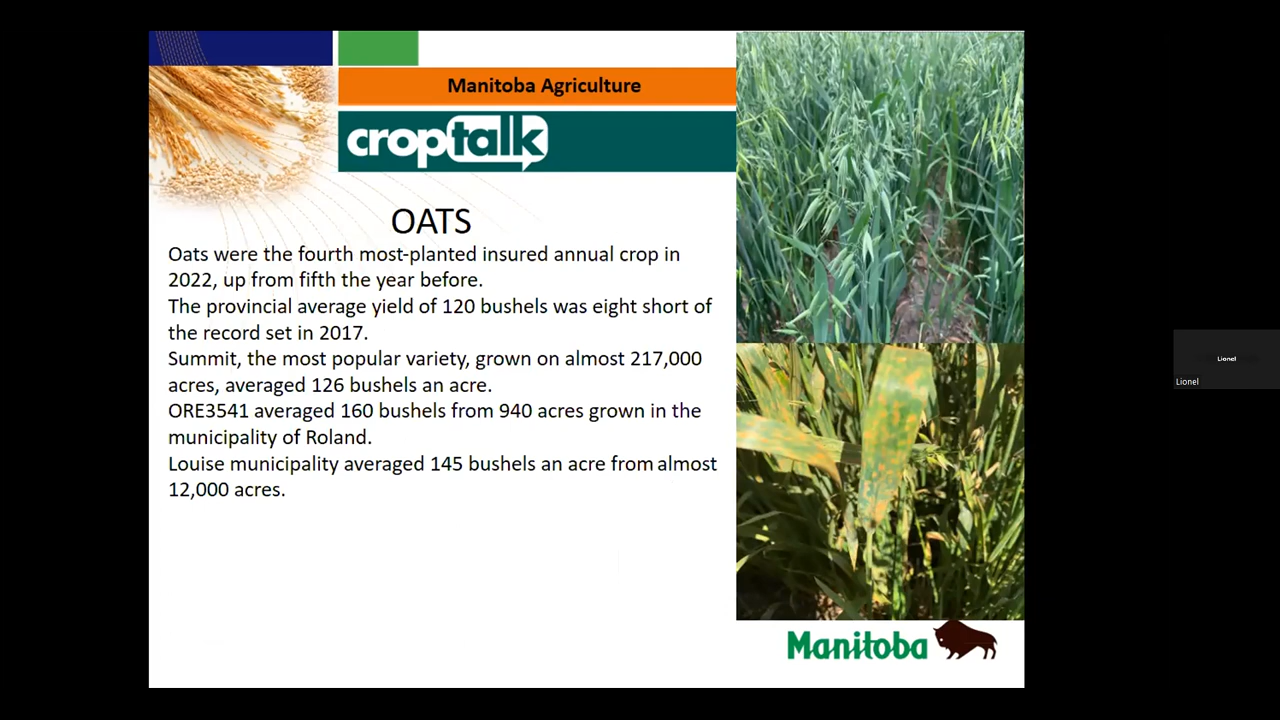 Manitoba Agriculture
croptalk
OATS
Oats were the fourth most-planted insured annual crop in
2022, up from fifth the year before.
The provincial average yield of 120 bushels was eight short of
the record set in 2017.
Summit, the most popular variety, grown on almost 217,000
acres, averaged 126 bushels an acre.
ORE3541 averaged 160 bushels from 940 acres grown in the
municipality of Roland.
Louise municipality averaged 145 bushels an acre from almost
12,000 acres.
Manitoba
Lionel
Lionel